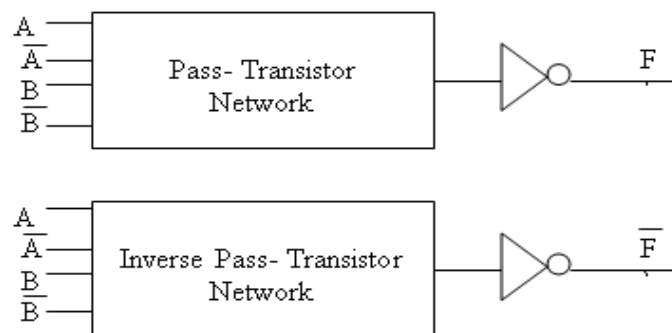 A
A̅
B
B̅
Pass- Transistor
Network
F
A
A̅
B
B̅
Inverse Pass- Transistor
Network
F̅